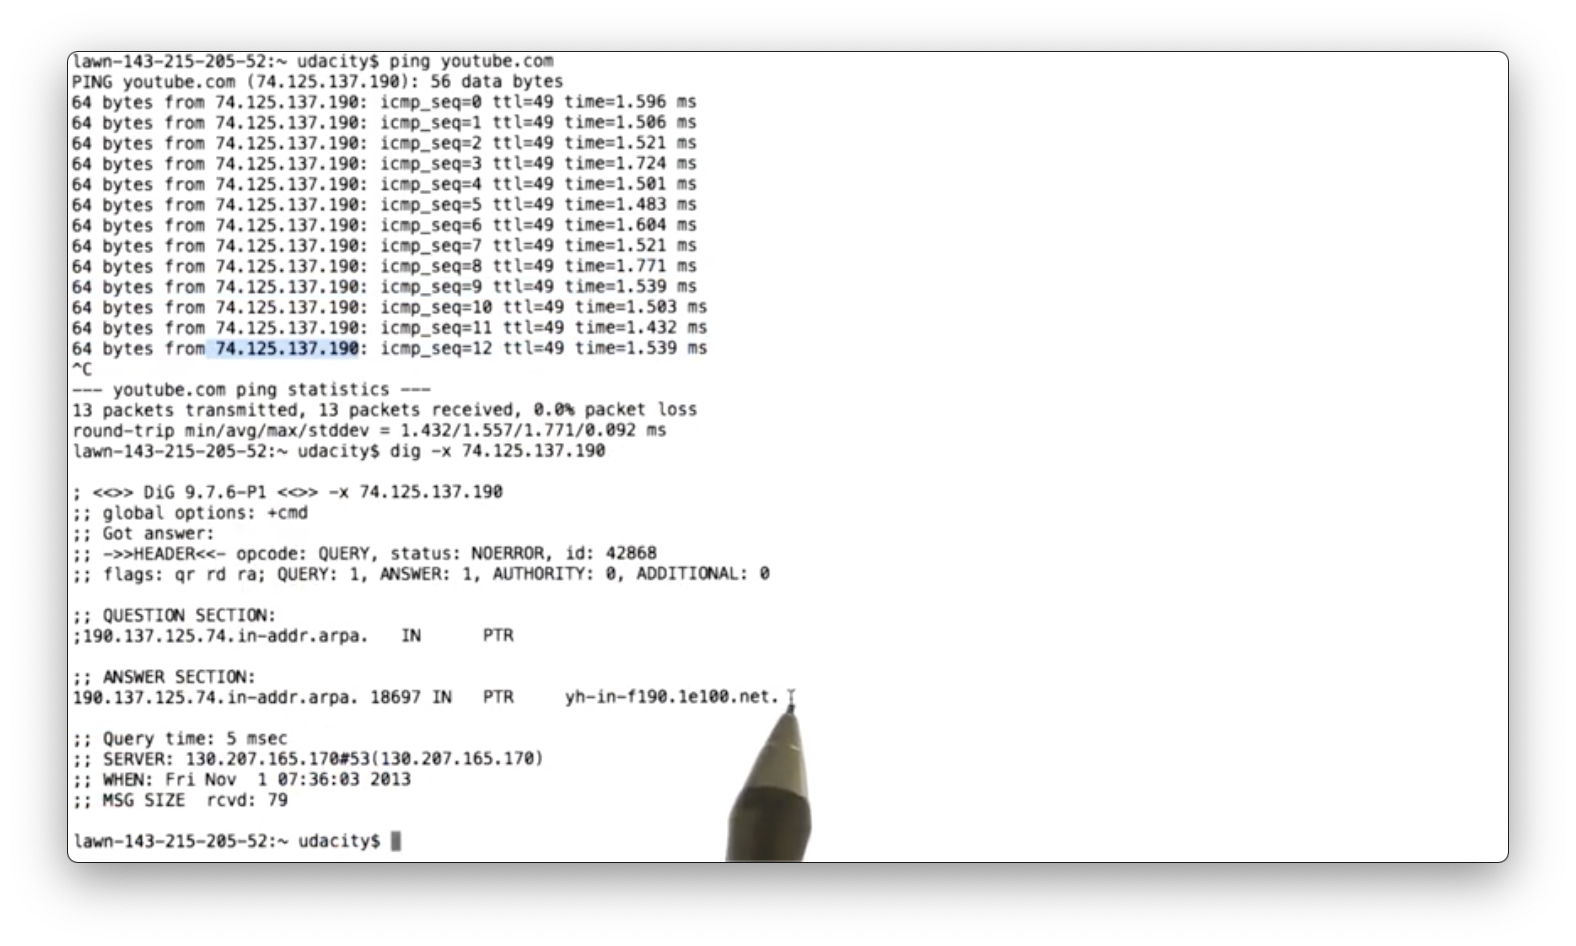 lawn-143-215-205-52:~ udacity$ ping youtube.com
PING youtube.com (74.125.137.190): 56 data bytes
64 bytes from 74.125.137.190: icmp_seq=0 ttl=49 time=1.596 ms
64 bytes from 74.125.137.190: icmp_seq=1 ttl=49 time=1.506 ms
64 bytes from 74.125.137.190: icmp_seq=2 ttl=49 time=1.521 ms
64 bytes from 74.125.137.190: icmp_seq=3 ttl=49 time=1.724 ms
64 bytes from 74.125.137.190: icmp_seq=4 ttl=49 time=1.501 ms
64 bytes from 74.125.137.190: icmp_seq=5 ttl=49 time=1.483 ms
64 bytes from 74.125.137.190: icmp_seq=6 ttl=49 time=1.604 ms
64 bytes from 74.125.137.190: icmp_seq=7 ttl=49 time=1.521 ms
64 bytes from 74.125.137.190: icmp_seq=8 ttl=49 time=1.771 ms
64 bytes from 74.125.137.190: icmp_seq=9 ttl=49 time=1.539 ms
64 bytes from 74.125.137.190: icmp_seq=10 ttl=49 time=1.503 ms
64 bytes from 74.125.137.190: icmp_seq=11 ttl=49 time=1.432 ms
64 bytes from 74.125.137.190: icmp_seq=12 ttl=49 time=1.539 ms
^C
--- youtube.com ping statistics ---
13 packets transmitted, 13 packets received, 0.0% packet loss
round-trip min/avg/max/stddev = 1.432/1.557/1.771/0.092 ms
lawn-143-215-205-52:~ udacity$ dig -x 74.125.137.190
; <<>> DiG 9.7.6-P1 <<>> -x 74.125.137.190
;; global options: +cmd
;; Got answer:
;; ->>HEADER<<- opcode: QUERY, status: NOERROR, id: 42868
;; flags: qr rd ra; QUERY: 1, ANSWER: 1, AUTHORITY: 0, ADDITIONAL: 0
;; QUESTION SECTION:
;190.137.125.74.in-addr.arpa. IN PTR
;; ANSWER SECTION:
190.137.125.74.in-addr.arpa. 18697 IN PTR yh-in-f190.1e100.net.
;; Query time: 5 msec
;; SERVER: 130.207.165.170#53(130.207.165.170)
;; WHEN: Fri Nov 1 07:36:03 2013
;; MSG SIZE rcvd: 79
lawn-143-215-205-52:~ udacity$